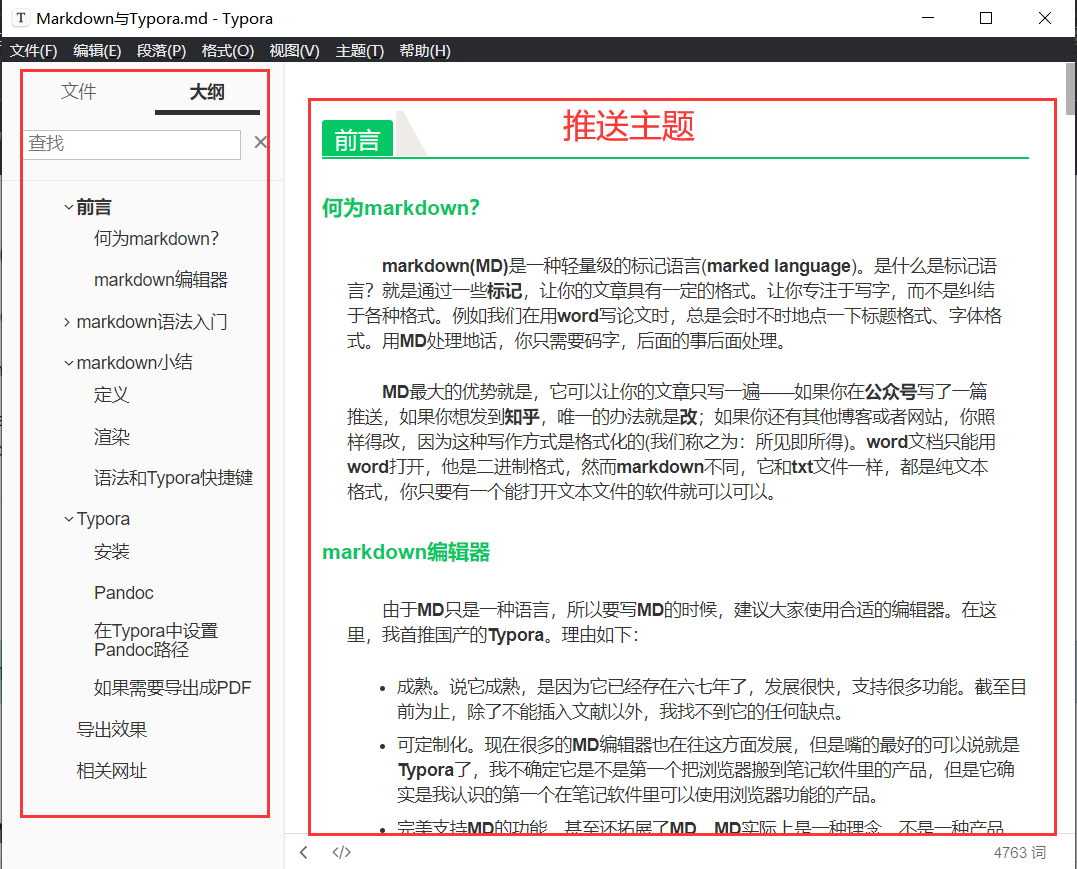 T Markdown与Typora.md - Typora
文件(F) 编辑(E) 段落(P) 格式(O) 视图(V) 主题(T) 帮助(H)
文件 大纲
查找
前言
何为markdown?
markdown编辑器
markdown语法入门
markdown小结
定义
渲染
语法和Typora快捷键
Typora
安装
Pandoc
在Typora中设置
Pandoc路径
如果需要导出成PDF
导出效果
相关网址
推送主题
前言
何为markdown?
markdown(MD)是一种轻量级的标记语言(marked language)。是什么是标记语
言？就是通过一些标记，让你的文章具有一定的格式。让你专注于写字，而不是纠结
于各种格式。例如我们在用word写论文时，总是会时不时地点一下标题格式、字体格
式。用MD处理地话，你只需要码字，后面的事后面处理。
MD最大的优势就是，它可以让你的文章只写一遍——如果你在公众号写了一篇
推送，如果你想发到知乎，唯一的办法就是改；如果你还有其他博客或者网站，你照
样得改，因为这种写作方式是格式化的(我们称之为：所见即所得)。word文档只能用
word打开，他是二进制格式，然而markdown不同，它和txt文件一样，都是纯文本
格式，你只要有一个能打开文本文件的软件就可以可以。
markdown编辑器
由于MD只是一种语言，所以要写MD的时候，建议大家使用合适的编辑器。在这
里，我首推国产的Typora。理由如下：
• 成熟。说它成熟，是因为它已经存在六七年了，发展很快，支持很多功能。截至目
前为止，除了不能插入文献以外，我找不到它的任何缺点。
• 可定制化。现在很多的MD编辑器也在往这方面发展，但是嘴的最好的可以说就是
Typora了，我不确定它是不是第一个把浏览器搬到笔记软件里的产品，但是它确
实是我认识的第一个在笔记软件里可以使用浏览器功能的产品。
• 完美支持MD的功能，甚至还拓展了MD。MD实际上是一种理念，不是一种产品
</> 4763 词